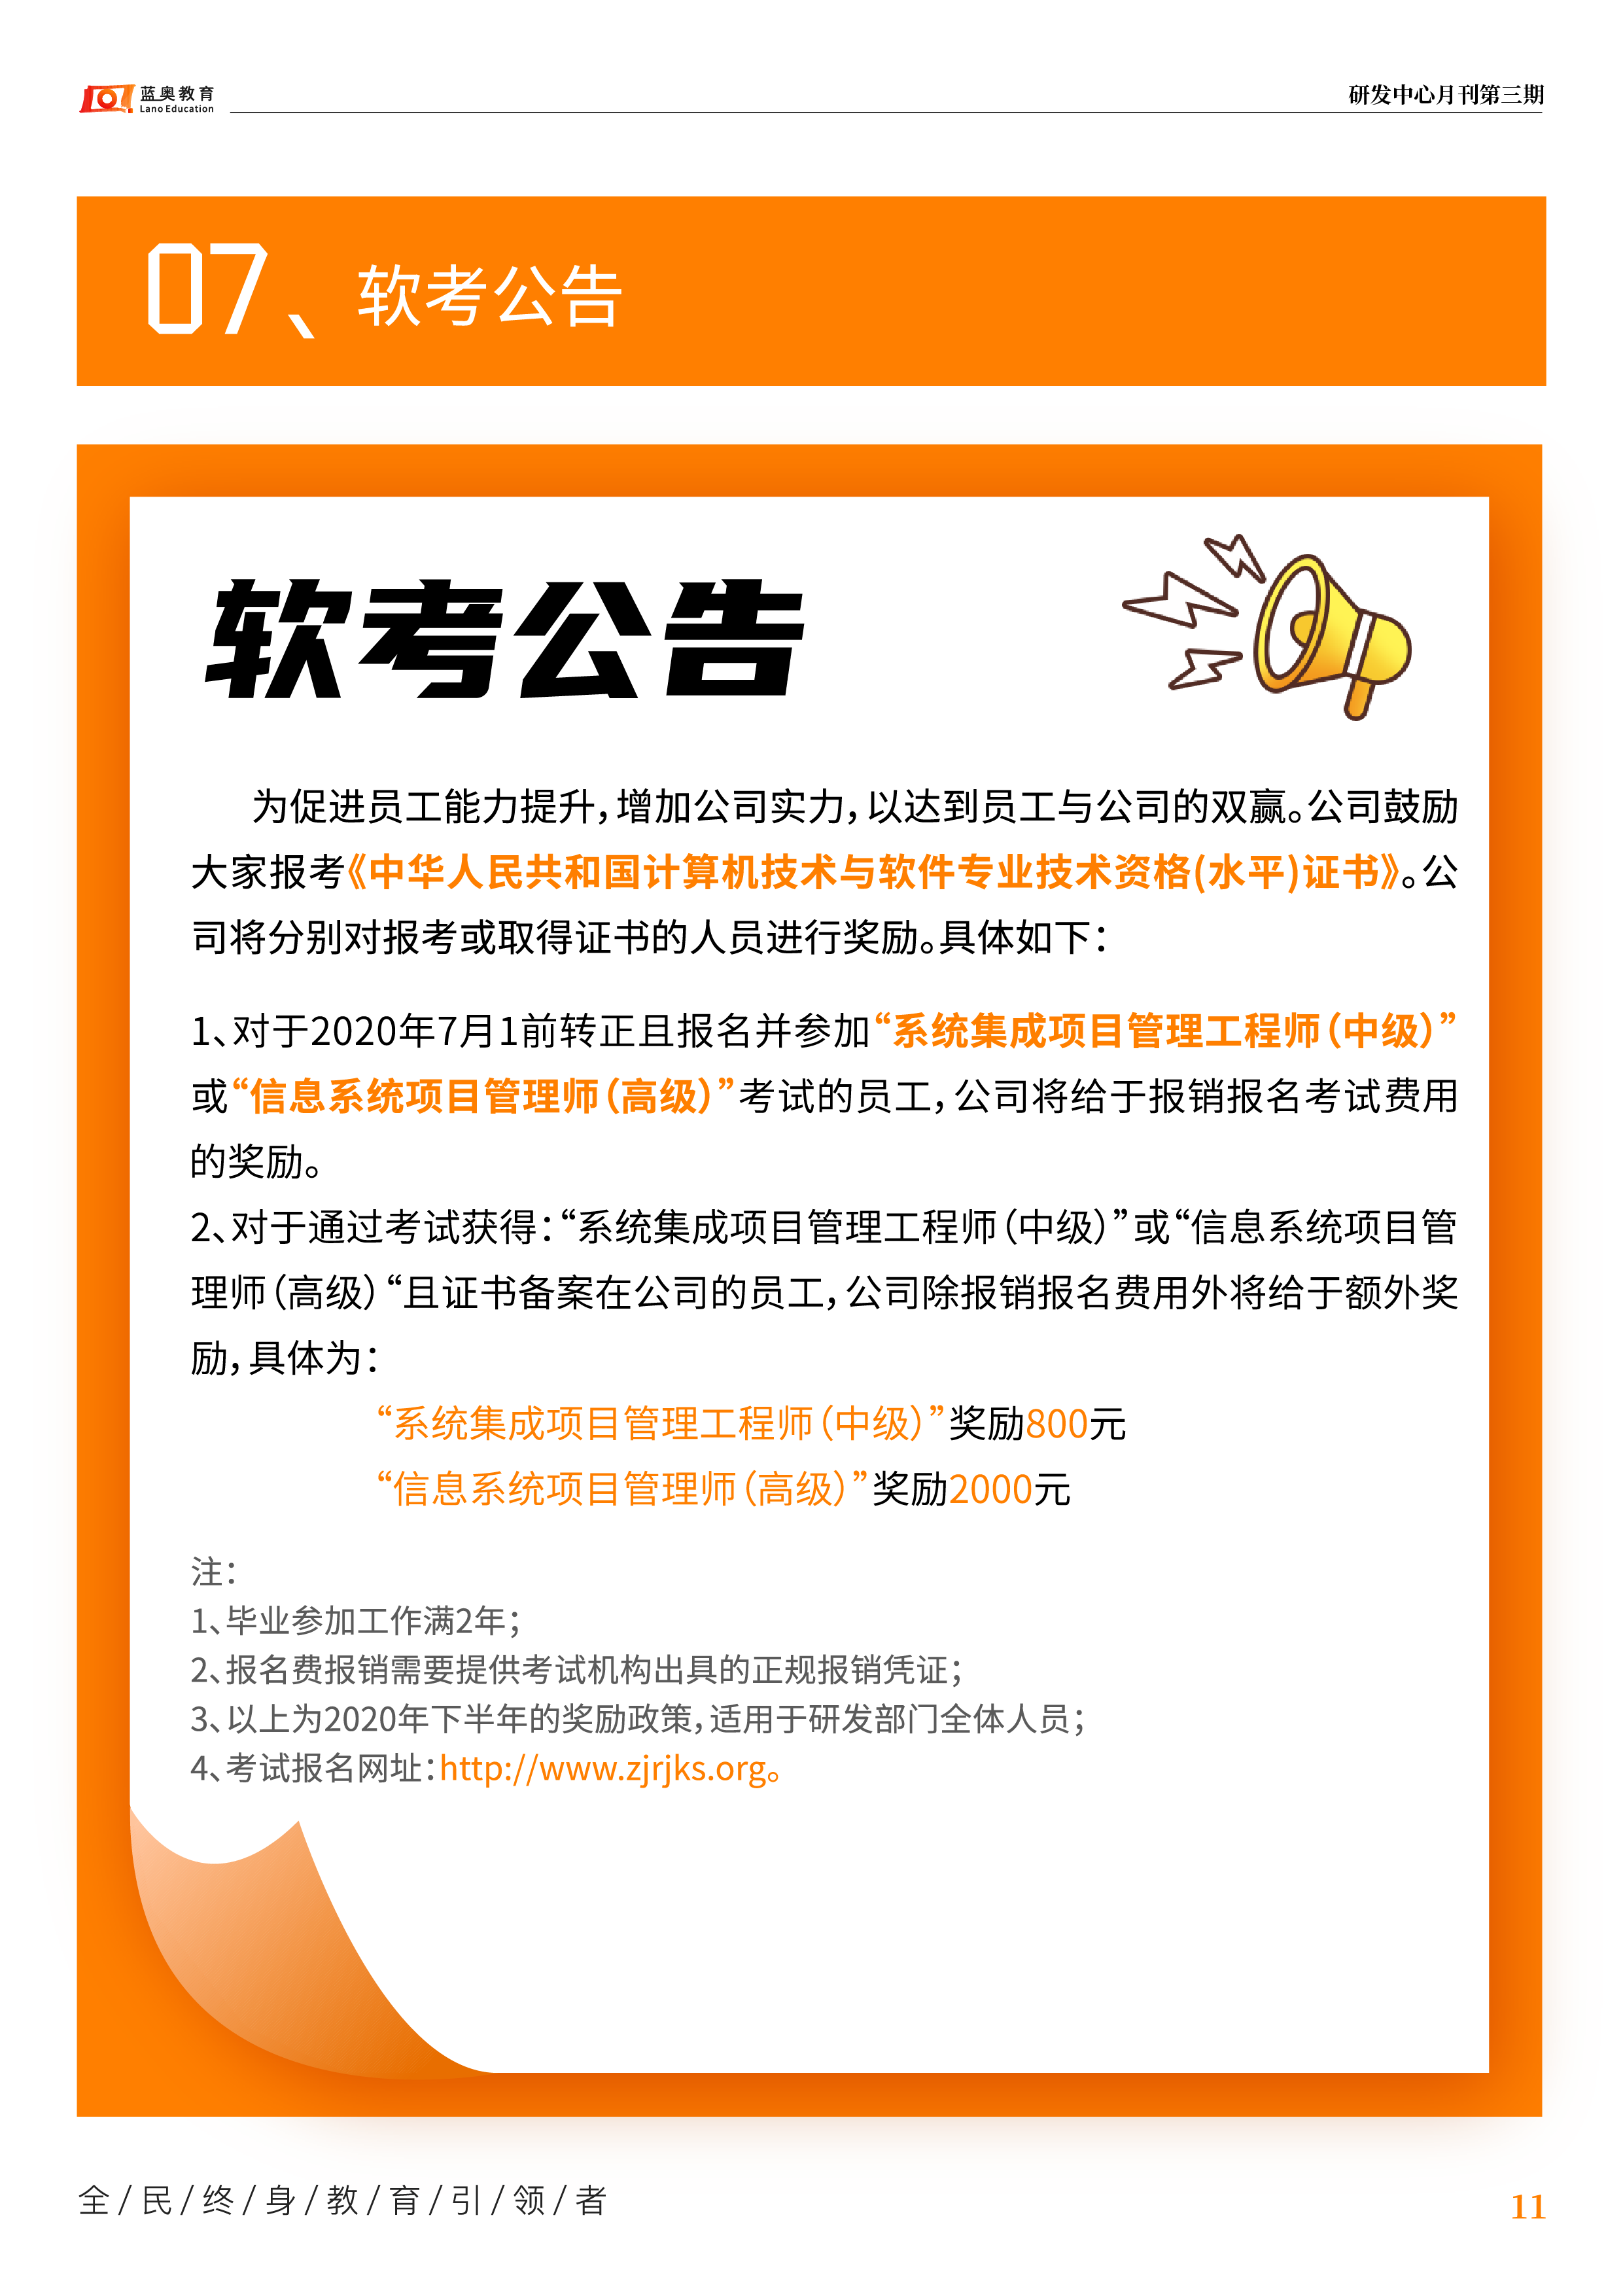 蓝奥教育
Lano Education
研发中心月刊第三期
07、软考公告
软考公告
为促进员工能力提升，增加公司实力，以达到员工与公司的双赢。公司鼓励
大家报考《中华人民共和国计算机技术与软件专业技术资格(水平)证书》。公
司将分别对报考或取得证书的人员进行奖励。具体如下：
1、对于2020年7月1前转正且报名并参加“系统集成项目管理工程师（中级）”
或“信息系统项目管理师（高级）”考试的员工，公司将给于报销报名考试费用
的奖励。
2、对于通过考试获得：“系统集成项目管理工程师（中级）”或“信息系统项目管
理师（高级）“且证书备案在公司的员工，公司除报销报名费用外将给于额外奖
励，具体为：
“系统集成项目管理工程师（中级）”奖励800元
“信息系统项目管理师（高级）”奖励2000元
注：
1、毕业参加工作满2年；
2、报名费报销需要提供考试机构出具的正规报销凭证；
3、以上为2020年下半年的奖励政策，适用于研发部门全体人员；
4、考试报名网址：http://www.zjrjks.org。
全/民/终/身/教/育/引/领/者
11